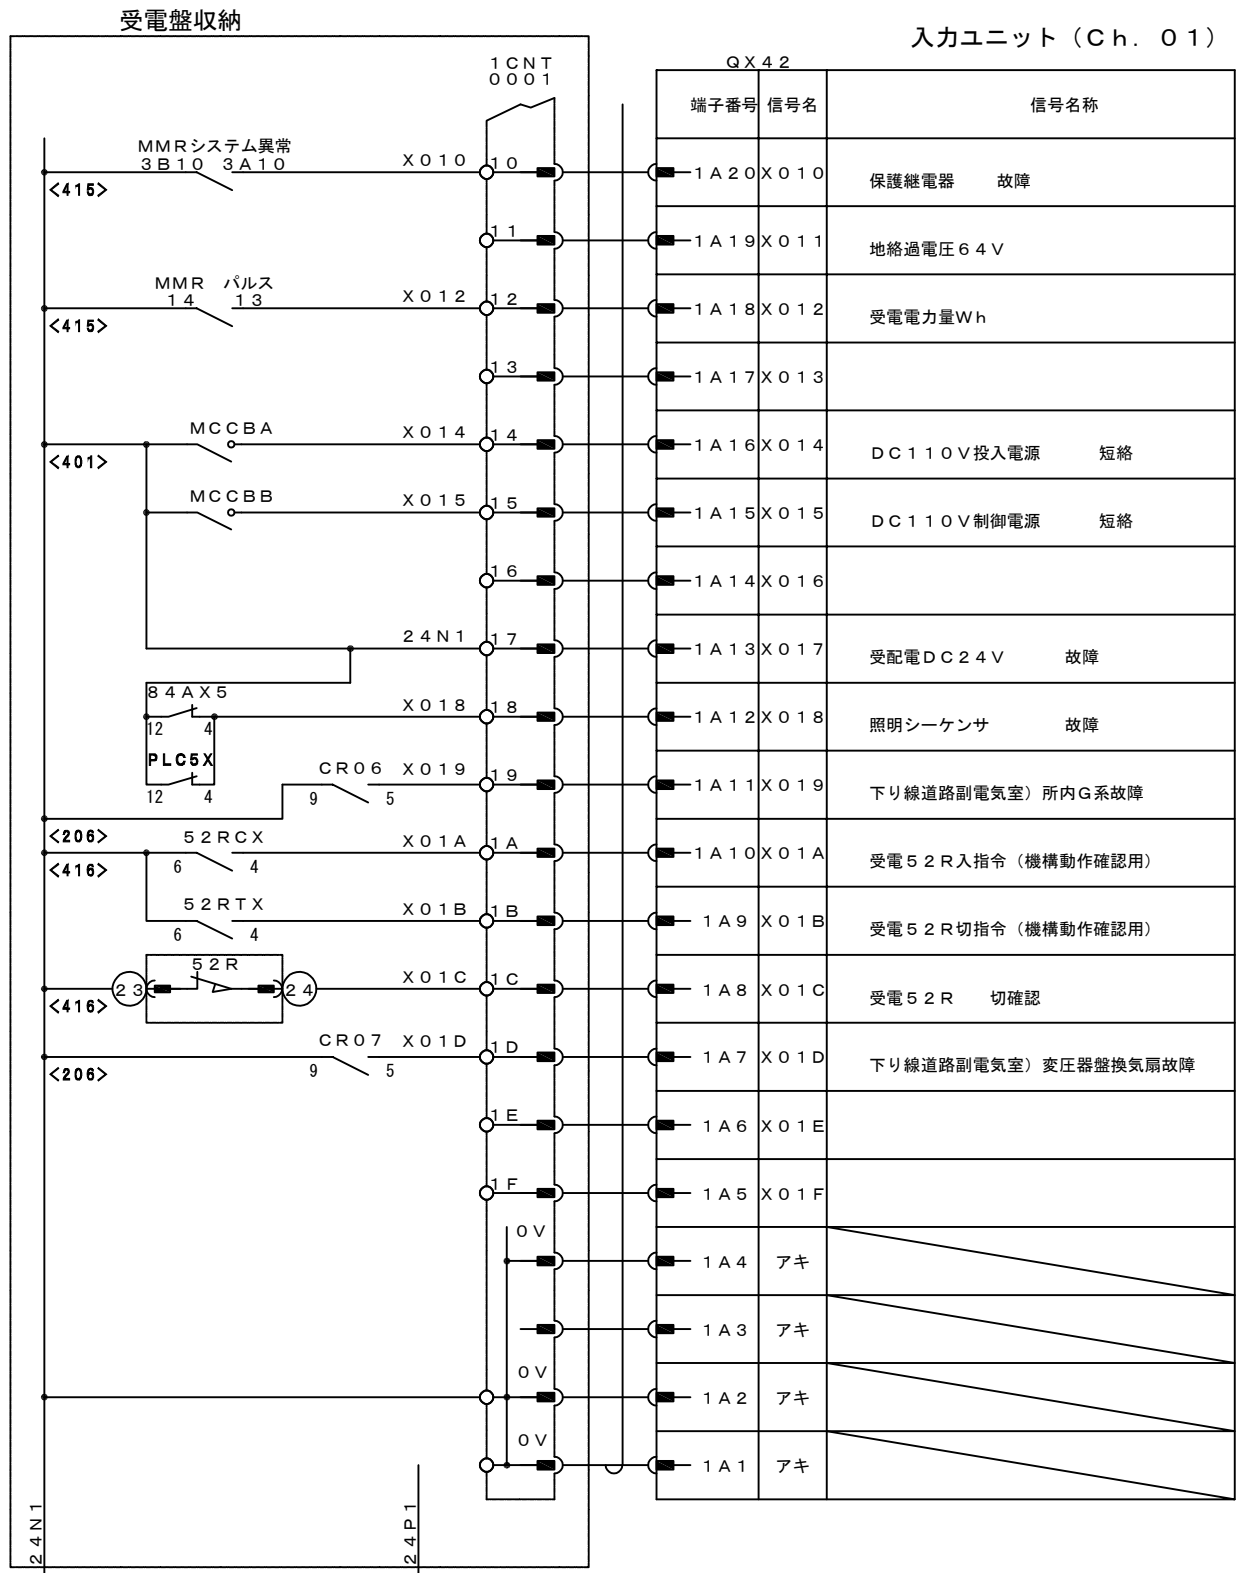 受電盤収納
入力ユニット（Ｃｈ．０１）
１ＣＮＴ
０００１
ＱＸ４２
端子番号 信号名 信号名称
ＭＭＲシステム異常
３Ｂ１０ ３Ａ１０ Ｘ０１０ １０ １Ａ２０ Ｘ０１０ 保護継電器 故障
<415>
１１ １Ａ１９ Ｘ０１１ 地絡過電圧６４Ｖ
ＭＭＲ パルス
１４ １３ Ｘ０１２ １２ １Ａ１８ Ｘ０１２ 受電電力量Ｗｈ
<415>
１３ １Ａ１７ Ｘ０１３
ＭＣＣＢＡ Ｘ０１４ １４ １Ａ１６ Ｘ０１４ ＤＣ１１０Ｖ投入電源 短絡
<401>
ＭＣＣＢＢ Ｘ０１５ １５ １Ａ１５ Ｘ０１５ ＤＣ１１０Ｖ制御電源 短絡
１６ １Ａ１４ Ｘ０１６
２４Ｎ１ １７ １Ａ１３ Ｘ０１７ 受配電ＤＣ２４Ｖ 故障
８４ＡＸ５ Ｘ０１８ １８ １Ａ１２ Ｘ０１８ 照明シーケンサ 故障
12 4
PLC5X
12 4
ＣＲ０６ Ｘ０１９ １９ １Ａ１１ Ｘ０１９ 下り線道路副電気室）所内Ｇ系故障
9 5
<206>
５２ＲＣＸ Ｘ０１Ａ １Ａ １Ａ１０ Ｘ０１Ａ 受電５２Ｒ入指令（機構動作確認用）
<416> 6 4
５２ＲＴＸ Ｘ０１Ｂ １Ｂ １Ａ９ Ｘ０１Ｂ 受電５２Ｒ切指令（機構動作確認用）
6 4
５２Ｒ
２３ ２４ Ｘ０１Ｃ １Ｃ １Ａ８ Ｘ０１Ｃ 受電５２Ｒ 切確認
<416>
ＣＲ０７ Ｘ０１Ｄ １Ｄ １Ａ７ Ｘ０１Ｄ 下り線道路副電気室）変圧器盤換気扇故障
<206> 9 5
１Ｅ １Ａ６ Ｘ０１Ｅ
１Ｆ １Ａ５ Ｘ０１Ｆ
０Ｖ
１Ａ４ アキ
１Ａ３ アキ
０Ｖ
１Ａ２ アキ
０Ｖ
１Ａ１ アキ
２４Ｎ１
２４Ｐ１